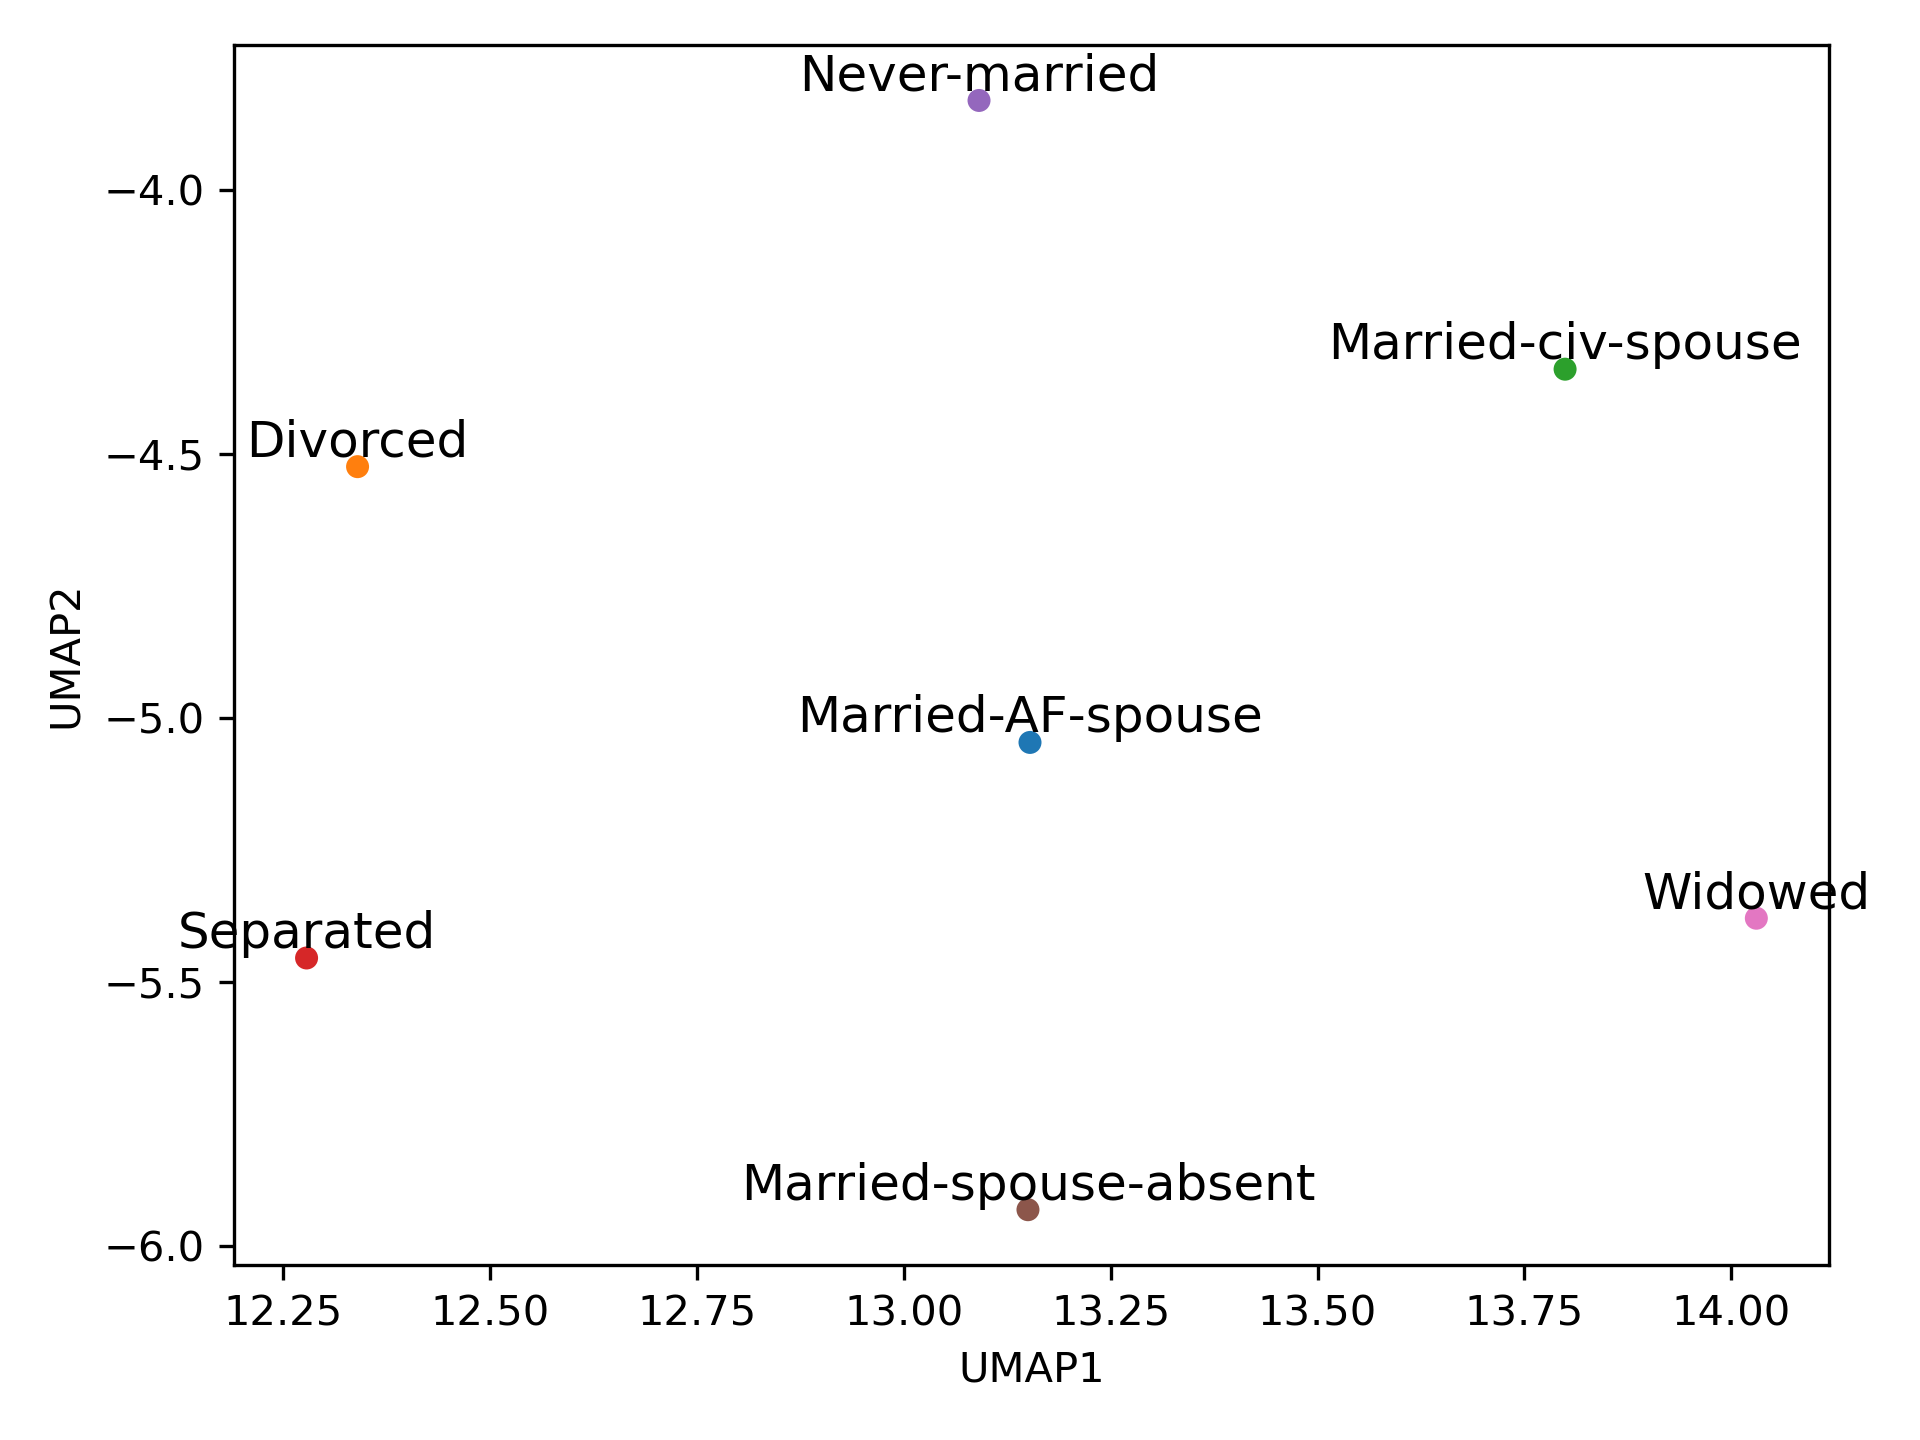 Never-married
−4.0
Married-civ-spouse
Divorced
−4.5
UMAP2
Married-AF-spouse
−5.0
Widowed
Separated
−5.5
Married-spouse-absent
−6.0
12.25 12.50 12.75 13.00 13.25 13.50 13.75 14.00
UMAP1